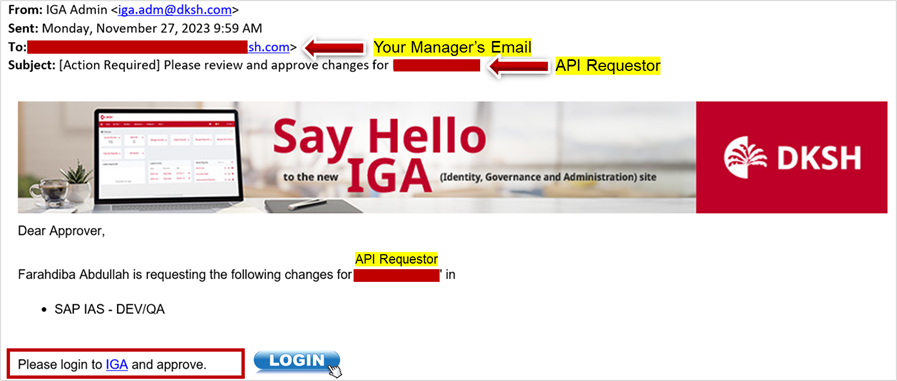 From: IGA Admin <iga.adm@dksh.com>
Sent: Monday, November 27, 2023 9:59 AM
To: sh.com> Your Manager's Email
Subject: [Action Required] Please review and approve changes for API Requestor
Say Hello
to the new IGA (Identity, Governance and Administration) site
DKSH
Dear Approver,
API Requestor
Farahdiba Abdullah is requesting the following changes for ' in
• SAP IAS - DEV/QA
Please login to IGA and approve. LOGIN